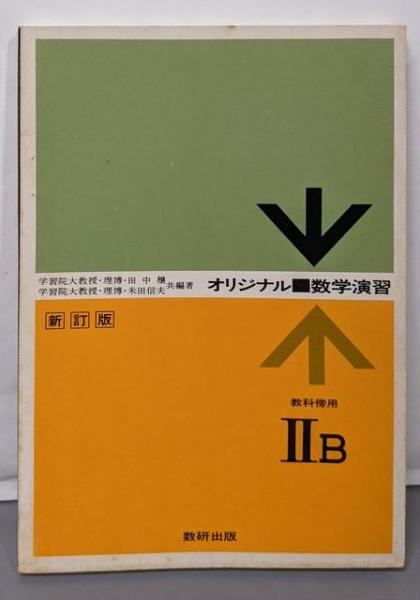 学習院大教授・理博・田中穰
学習院大教授・理博・米田信夫
共編著
オリジナル■数学演習
新訂版
教科傍用
ⅡB
数研出版